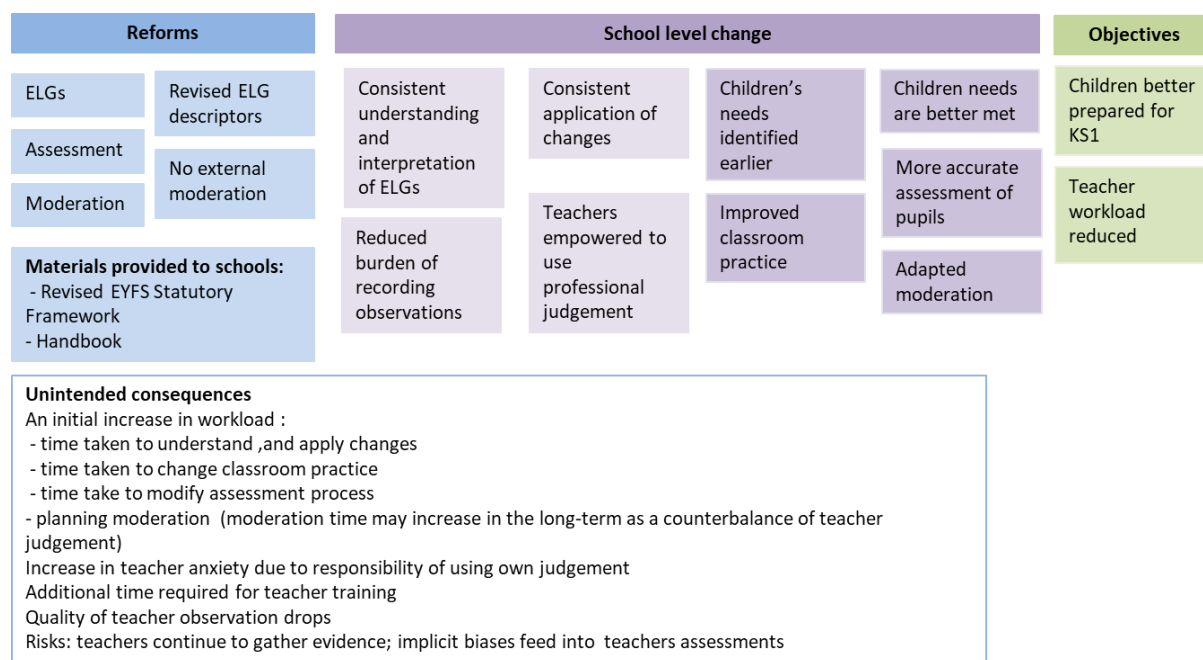 Reforms
School level change
Objectives
ELGs
Assessment
Moderation
Revised ELG
descriptors
No external
moderation
Materials provided to schools:
- Revised EYFS Statutory
Framework
- Handbook
Consistent
understanding
and
interpretation
of ELGs
Reduced
burden of
recording
observations
Consistent
application of
changes
Teachers
empowered to
use
professional
judgement
Children's
needs
identified
earlier
Improved
classroom
practice
Children needs
are better met
More accurate
assessment of
pupils
Adapted
moderation
Children better
prepared for
KS1
Teacher
workload
reduced
Unintended consequences
An initial increase in workload :
- time taken to understand ,and apply changes
- time taken to change classroom practice
- time take to modify assessment process
- planning moderation (moderation time may increase in the long-term as a counterbalance of teacher
judgement)
Increase in teacher anxiety due to responsibility of using own judgement
Additional time required for teacher training
Quality of teacher observation drops
Risks: teachers continue to gather evidence; implicit biases feed into teachers assessments